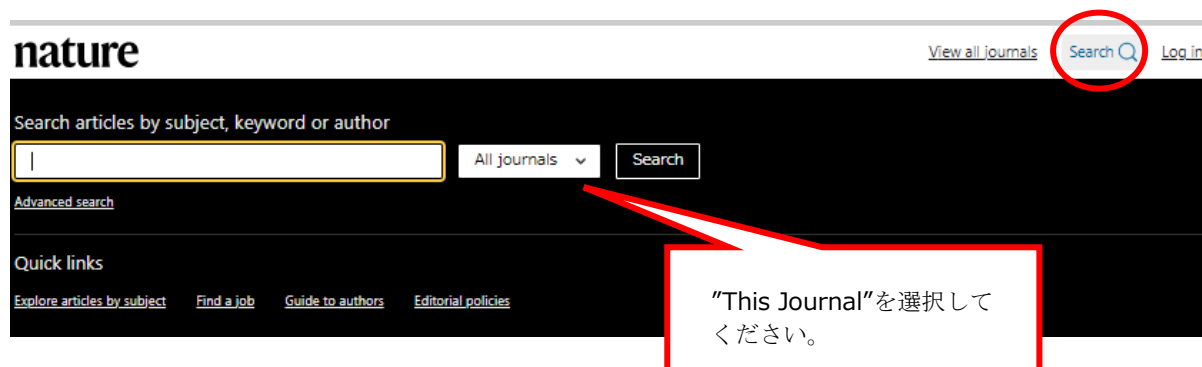 nature
View all journals
Search
Log in
Search articles by subject, keyword or author
All journals
Search
Advanced search
Quick links
Explore articles by subject
Find a job
Guide to authors
Editorial policies
”This Journal”を選択して
ください。